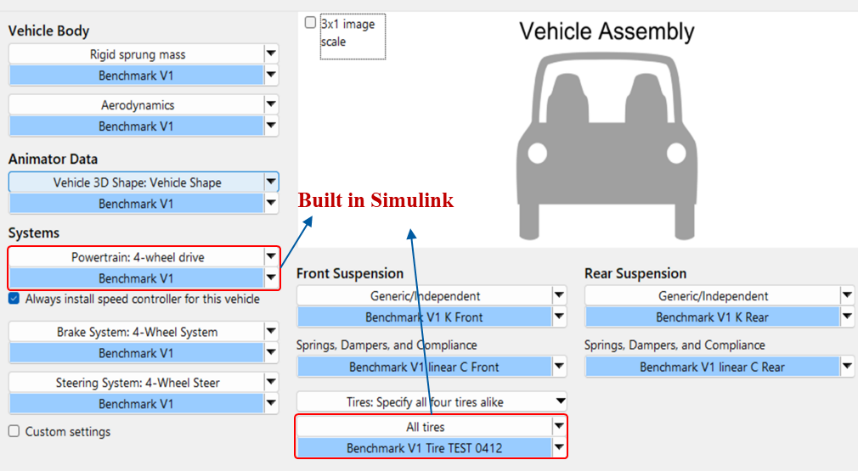 Vehicle Body
Rigid sprung mass
Benchmark V1
Aerodynamics
Benchmark V1
Animator Data
Vehicle 3D Shape: Vehicle Shape
Benchmark V1
Systems
Powertrain: 4-wheel drive
Benchmark V1
Always install speed controller for this vehicle
Brake System: 4-Wheel System
Benchmark V1
Steering System: 4-Wheel Steer
Benchmark V1
Custom settings
3x1 image
scale
Vehicle Assembly
Built in Simulink
Front Suspension
Generic/Independent
Benchmark V1 K Front
Springs, Dampers, and Compliance
Benchmark V1 linear C Front
Tires: Specify all four tires alike
All tires
Benchmark V1 Tire TEST 0412
Rear Suspension
Generic/Independent
Benchmark V1 K Rear
Springs, Dampers, and Compliance
Benchmark V1 linear C Rear